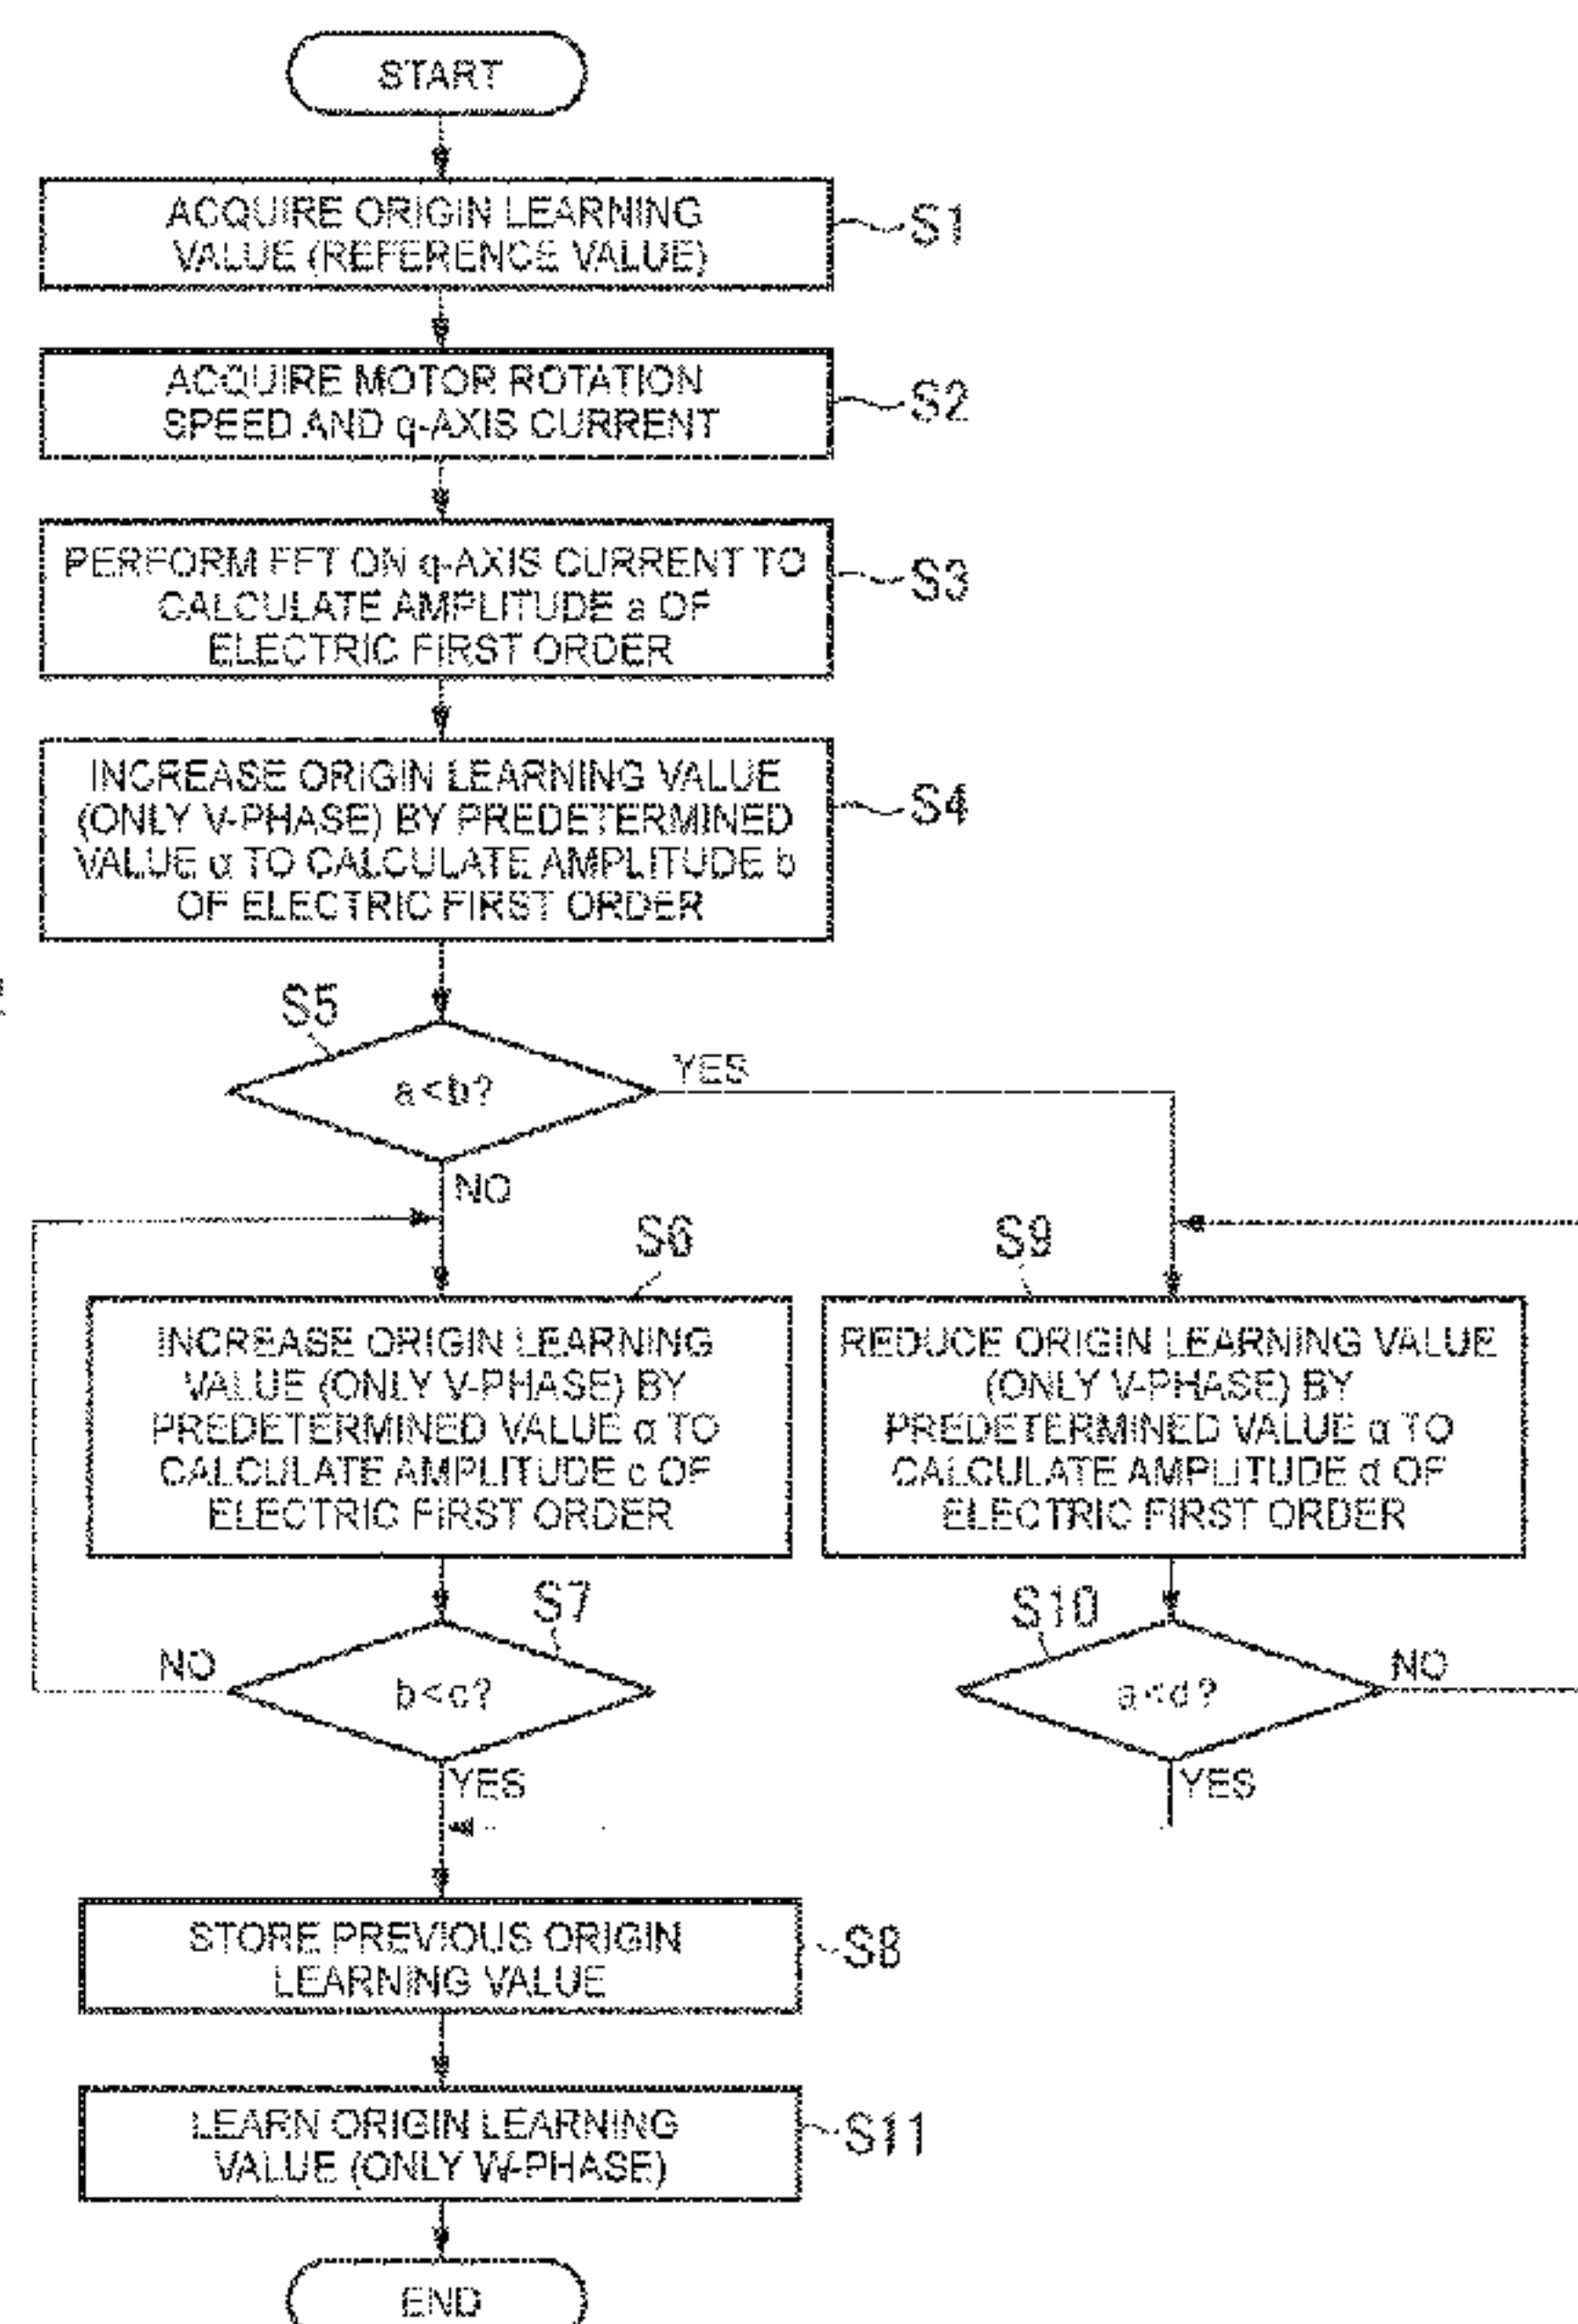 START
ACQUIRE ORIGIN LEARNING
VALUE (REFERENCE VALUE)
S1
ACQUIRE MOTOR ROTATION
SPEED AND q-AXIS CURRENT
S2
PERFORM FFT ON q-AXIS CURRENT TO
CALCULATE AMPLITUDE a OF
ELECTRIC FIRST ORDER
S3
INCREASE ORIGIN LEARNING VALUE
(ONLY V-PHASE) BY PREDETERMINED
VALUE α TO CALCULATE AMPLITUDE b
OF ELECTRIC FIRST ORDER
S4
S5
a<b?
YES
NO
S6
INCREASE ORIGIN LEARNING
VALUE (ONLY V-PHASE) BY
PREDETERMINED VALUE α TO
CALCULATE AMPLITUDE c OF
ELECTRIC FIRST ORDER
S9
REDUCE ORIGIN LEARNING VALUE
(ONLY V-PHASE) BY
PREDETERMINED VALUE α TO
CALCULATE AMPLITUDE d OF
ELECTRIC FIRST ORDER
S7
b<c?
NO
YES
S10
a<d?
NO
YES
STORE PREVIOUS ORIGIN
LEARNING VALUE
S8
LEARN ORIGIN LEARNING
VALUE (ONLY W-PHASE)
S11
END